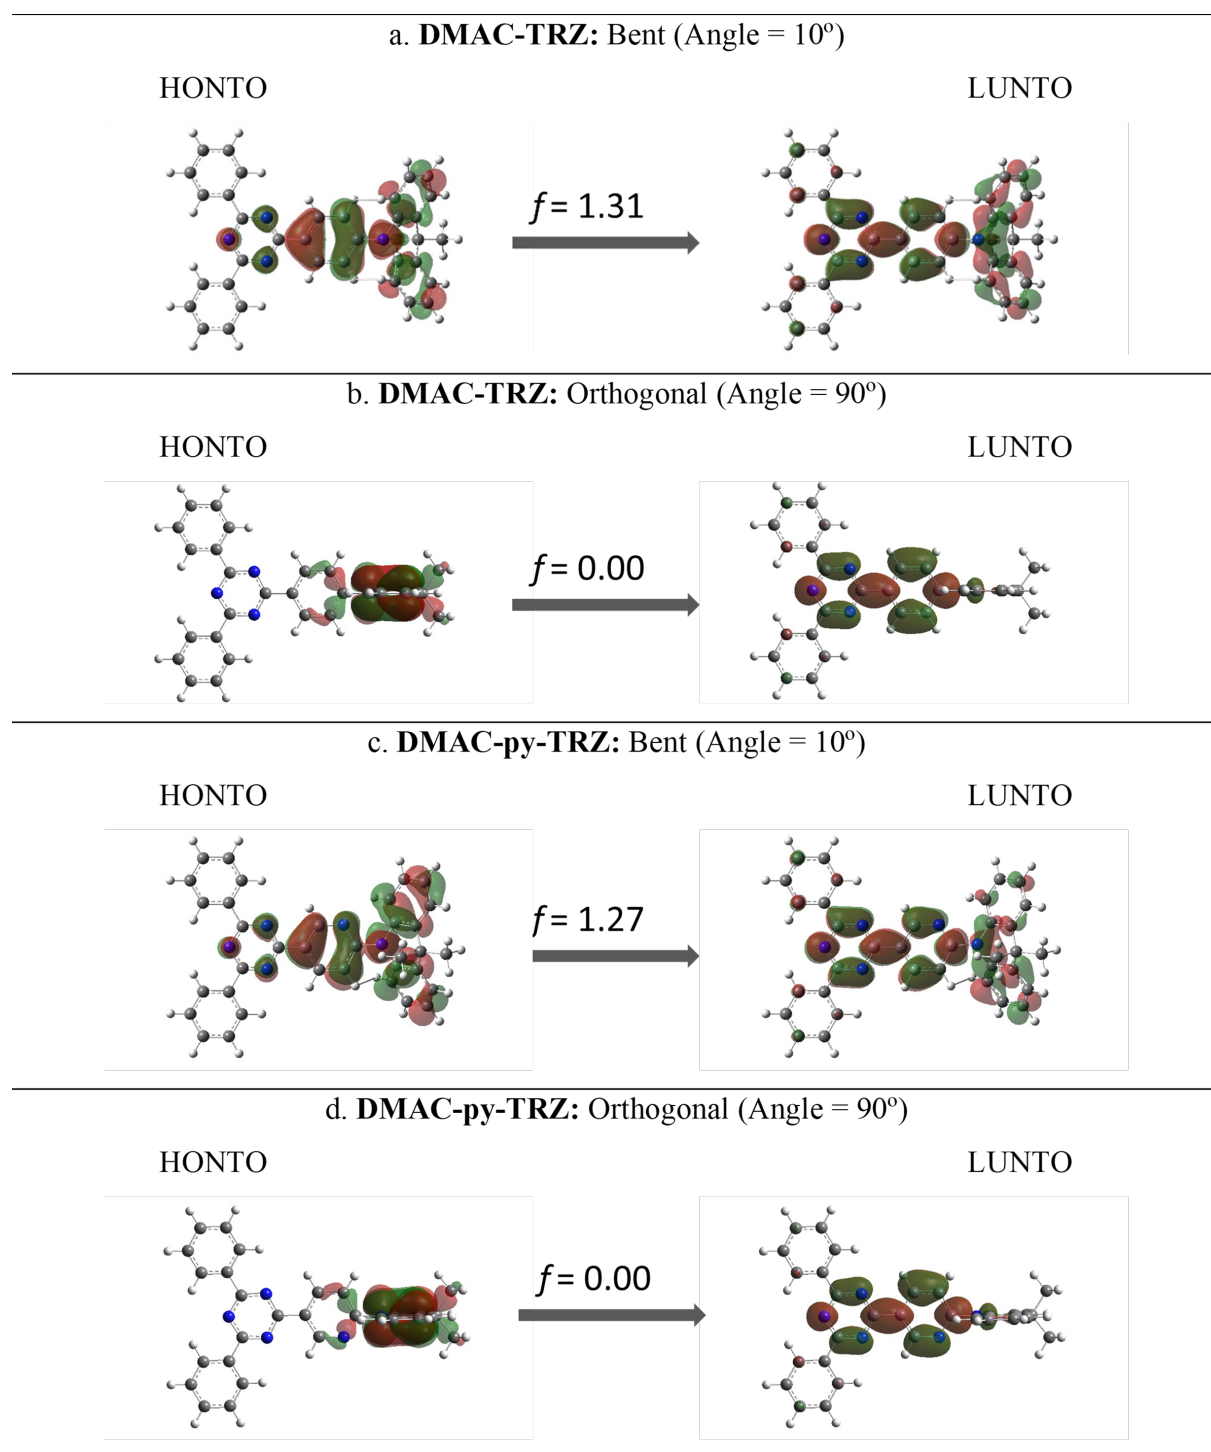 a. DMAC-TRZ: Bent (Angle = 10º)
HONTO LUNTO
f = 1.31
b. DMAC-TRZ: Orthogonal (Angle = 90º)
HONTO LUNTO
f = 0.00
c. DMAC-py-TRZ: Bent (Angle = 10º)
HONTO LUNTO
f = 1.27
d. DMAC-py-TRZ: Orthogonal (Angle = 90º)
HONTO LUNTO
f = 0.00